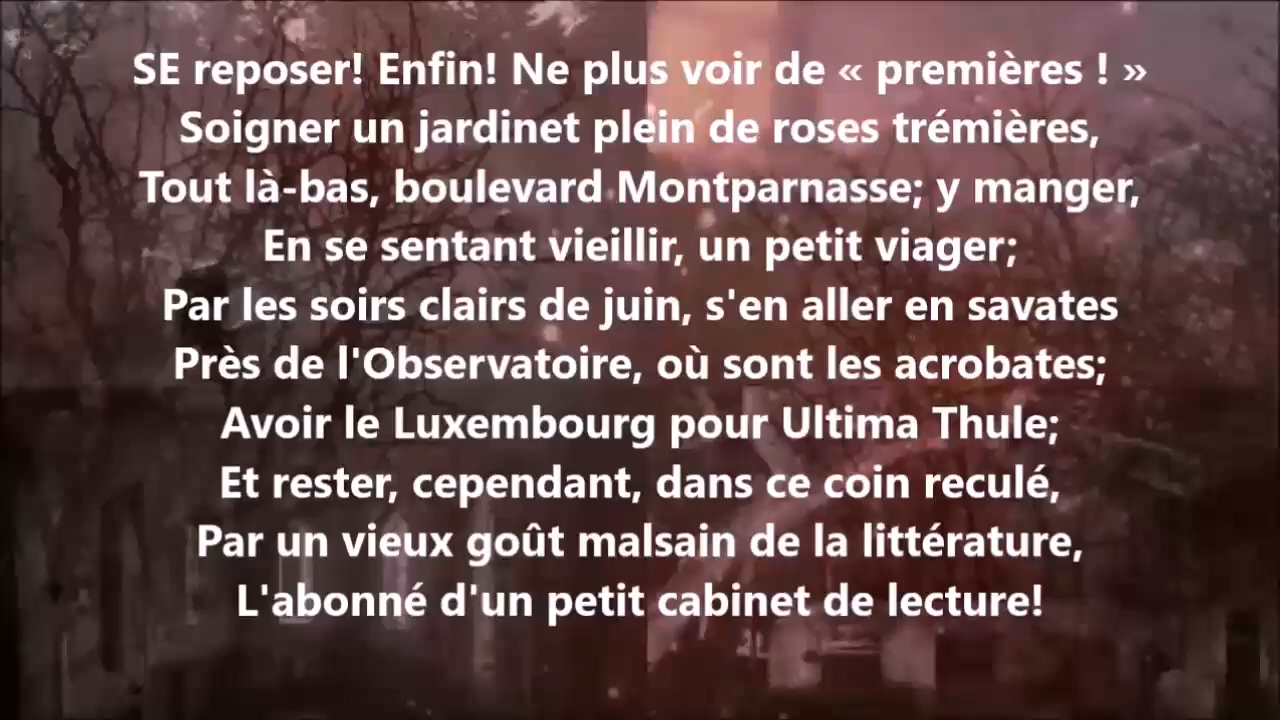 SE reposer! Enfin! Ne plus voir de « premières ! »
Soigner un jardinet plein de roses trémières,
Tout là-bas, boulevard Montparnasse; y manger,
En se sentant vieillir, un petit viager;
Par les soirs clairs de juin, s'en aller en savates
Près de l'Observatoire, où sont les acrobates;
Avoir le Luxembourg pour Ultima Thule;
Et rester, cependant, dans ce coin reculé,
Par un vieux goût malsain de la littérature,
L'abonné d'un petit cabinet de lecture!